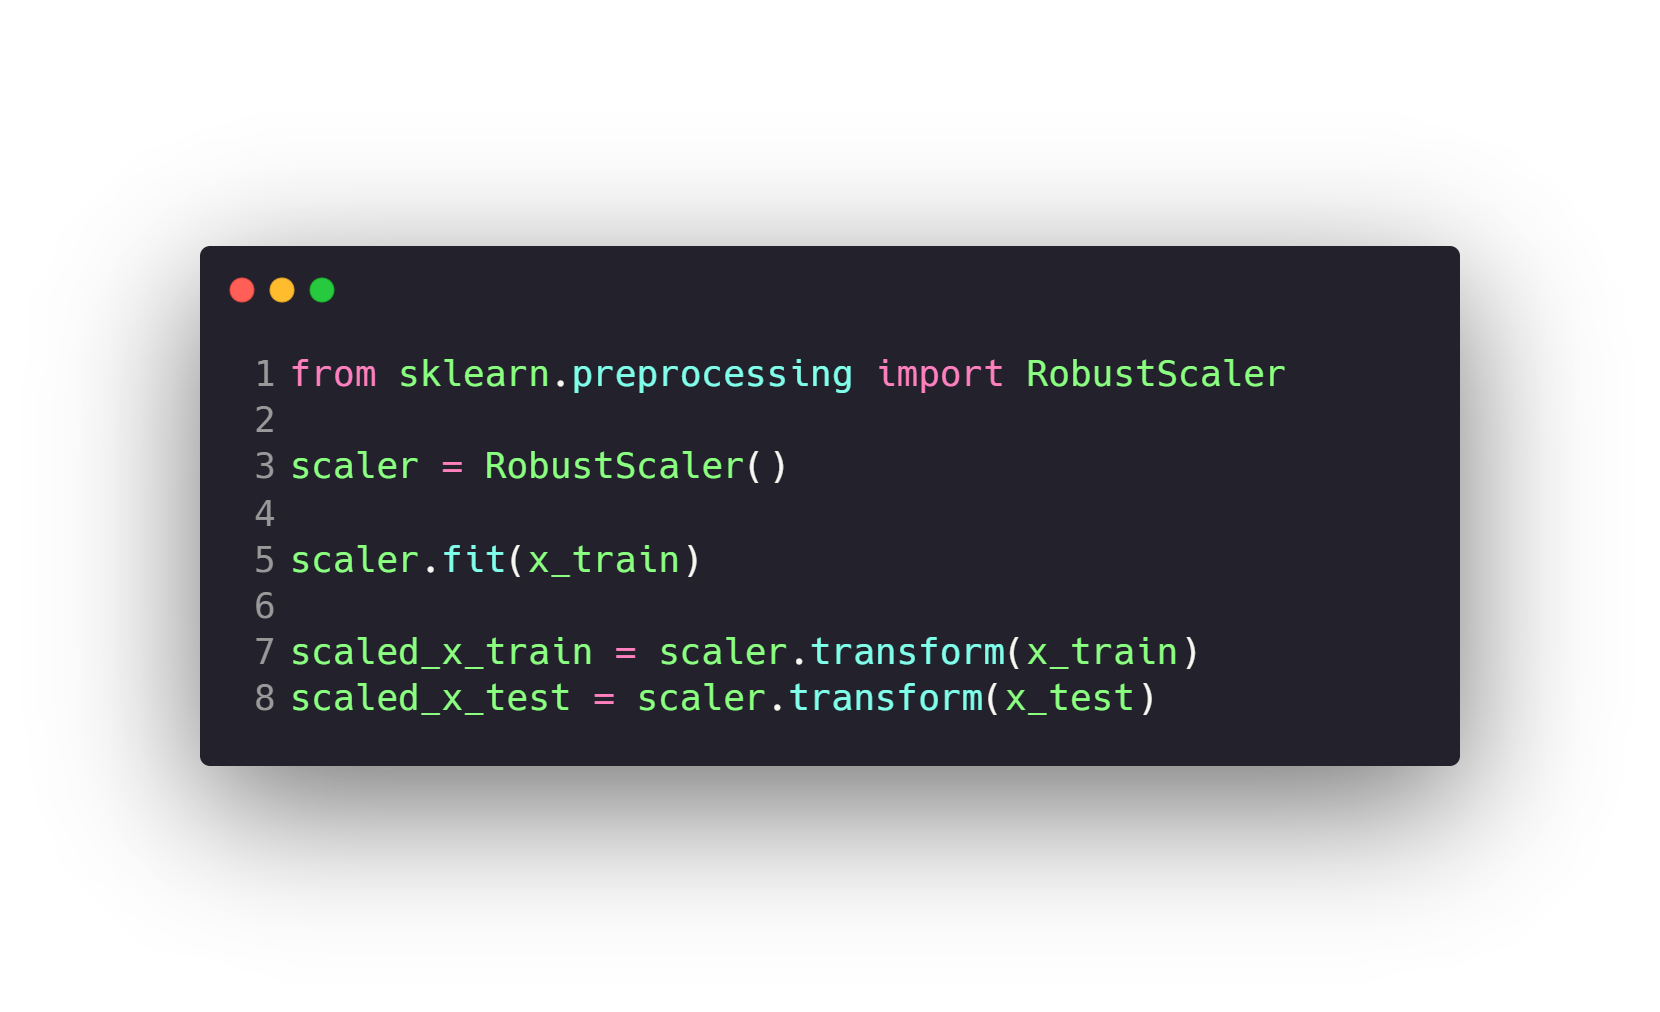 1 from sklearn.preprocessing import RobustScaler
2
3 scaler = RobustScaler()
4
5 scaler.fit(x_train)
6
7 scaled_x_train = scaler.transform(x_train)
8 scaled_x_test = scaler.transform(x_test)